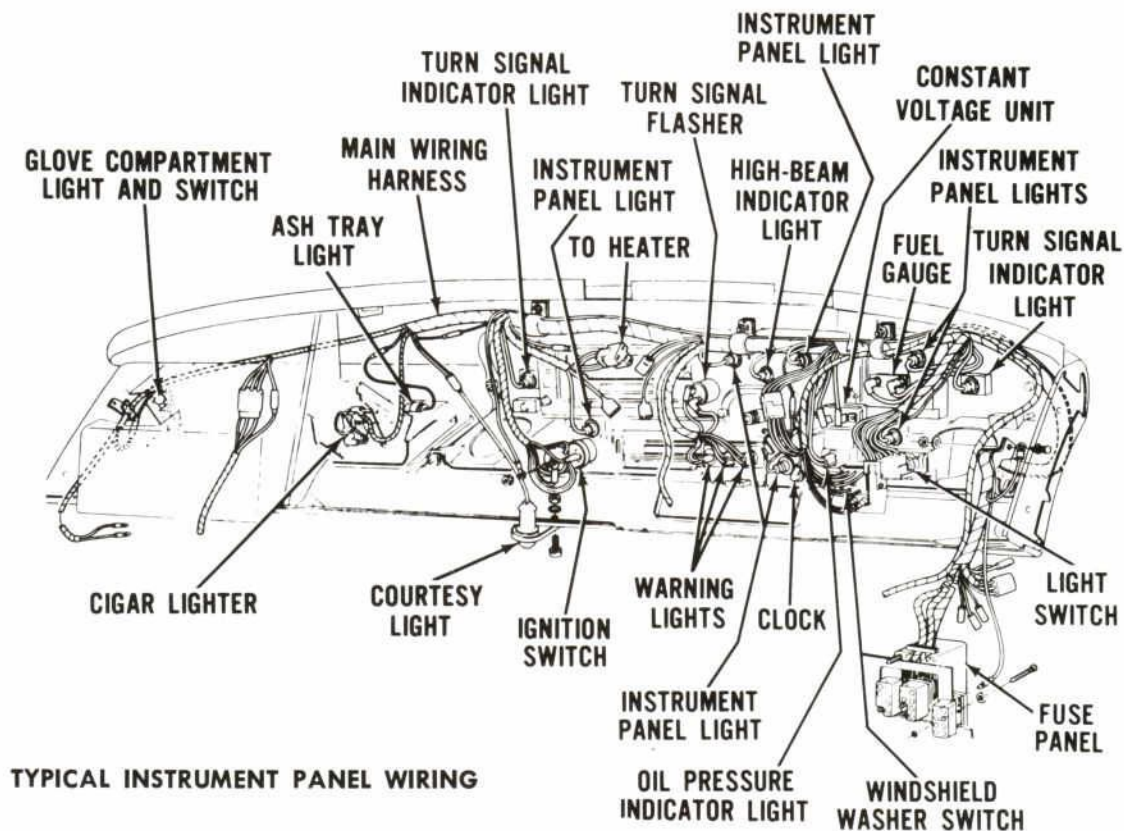 INSTRUMENT
PANEL LIGHT
TURN SIGNAL
INDICATOR LIGHT
TURN SIGNAL
FLASHER
CONSTANT
VOLTAGE UNIT
GLOVE COMPARTMENT
LIGHT AND SWITCH
MAIN WIRING
HARNESS
INSTRUMENT
PANEL LIGHT
HIGH-BEAM
INDICATOR
LIGHT
INSTRUMENT
PANEL LIGHTS
ASH TRAY
LIGHT
TO HEATER
FUEL
GAUGE
TURN SIGNAL
INDICATOR
LIGHT
CIGAR LIGHTER
COURTESY
LIGHT
IGNITION
SWITCH
WARNING
LIGHTS
CLOCK
LIGHT
SWITCH
INSTRUMENT
PANEL LIGHT
FUSE
PANEL
OIL PRESSURE
INDICATOR LIGHT
WINDSHIELD
WASHER SWITCH
TYPICAL INSTRUMENT PANEL WIRING